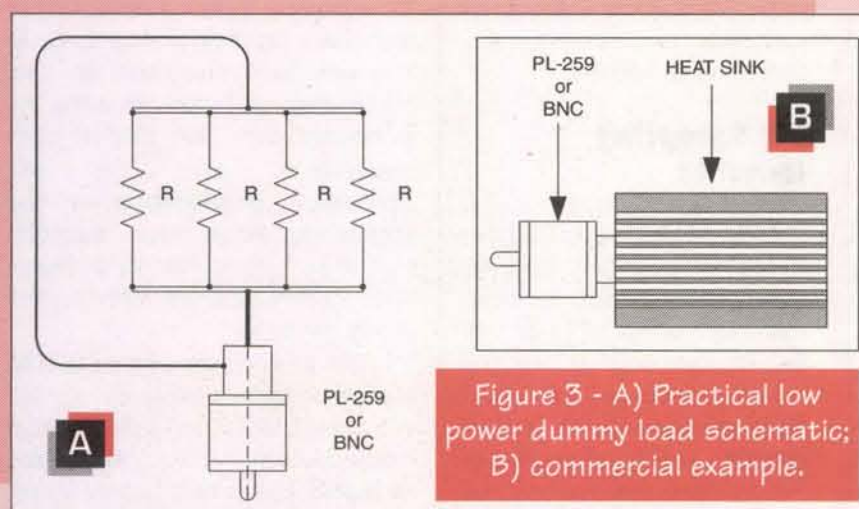 R
R
R
R
PL-259
or
BNC
A
PL-259
or
BNC
HEAT SINK
B
Figure 3 - A) Practical low
power dummy load schematic;
B) commercial example.